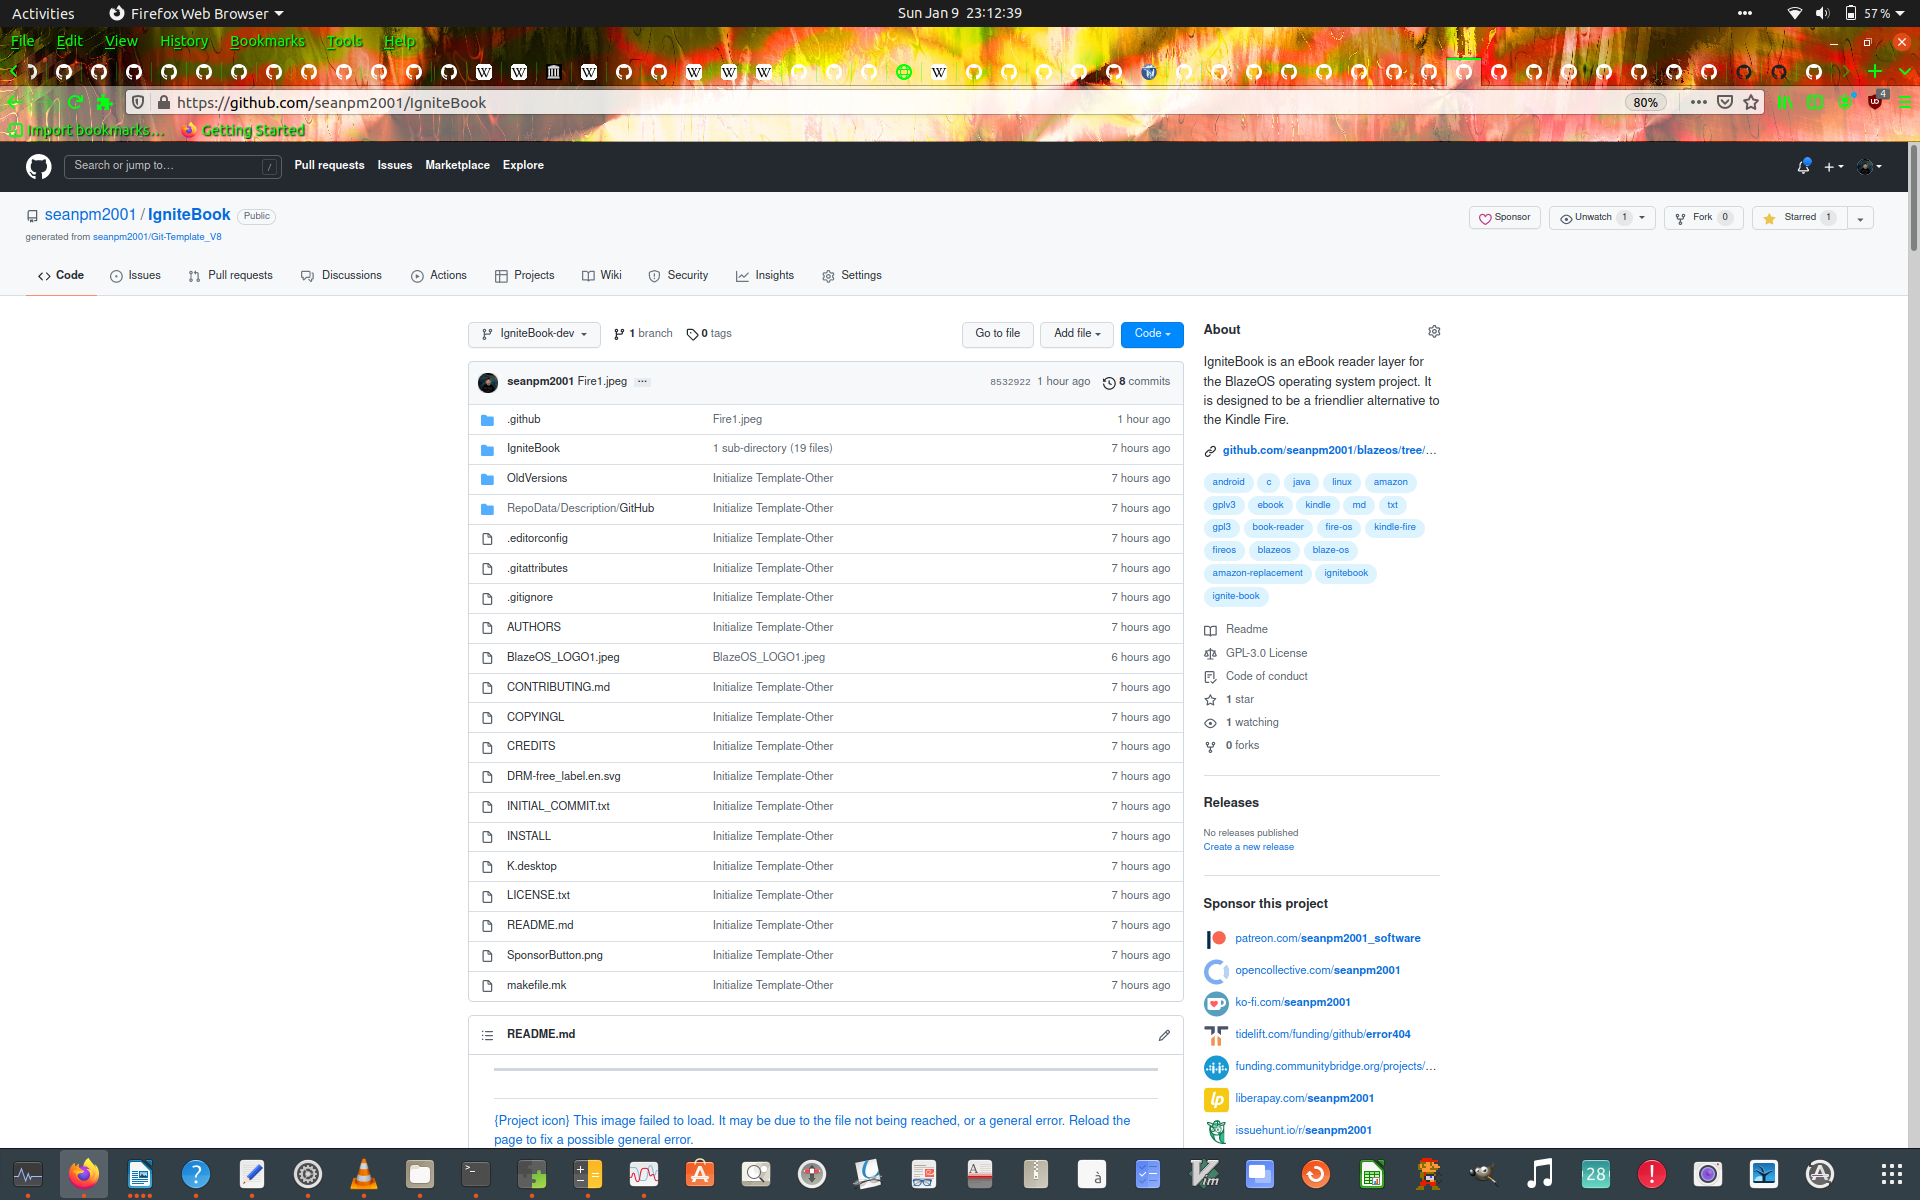 Activities
Firefox Web Browser
Sun Jan 9 23:12:39
57 %
File Edit View History Bookmarks Tools Help
https://github.com/seanpm2001/IgniteBook
80%
4
Import bookmarks...
Getting Started
Search or jump to...
/
Pull requests
Issues
Marketplace
Explore
seanpm2001 / IgniteBook
Public
Sponsor
Unwatch 1
Fork 0
Starred 1
generated from seanpm2001/Git-Template_V8
Code
Issues
Pull requests
Discussions
Actions
Projects
Wiki
Security
Insights
Settings
IgniteBook-dev
1 branch
0 tags
Go to file
Add file
Code
seanpm2001 Fire1.jpeg ...
8532922 1 hour ago
8 commits
.github Fire1.jpeg 1 hour ago
IgniteBook 1 sub-directory (19 files) 7 hours ago
OldVersions Initialize Template-Other 7 hours ago
RepoData/Description/GitHub Initialize Template-Other 7 hours ago
.editorconfig Initialize Template-Other 7 hours ago
.gitattributes Initialize Template-Other 7 hours ago
.gitignore Initialize Template-Other 7 hours ago
AUTHORS Initialize Template-Other 7 hours ago
BlazeOS_LOGO1.jpeg BlazeOS_LOGO1.jpeg 6 hours ago
CONTRIBUTING.md Initialize Template-Other 7 hours ago
COPYINGL Initialize Template-Other 7 hours ago
CREDITS Initialize Template-Other 7 hours ago
DRM-free_label.en.svg Initialize Template-Other 7 hours ago
INITIAL_COMMIT.txt Initialize Template-Other 7 hours ago
INSTALL Initialize Template-Other 7 hours ago
K.desktop Initialize Template-Other 7 hours ago
LICENSE.txt Initialize Template-Other 7 hours ago
README.md Initialize Template-Other 7 hours ago
SponsorButton.png Initialize Template-Other 7 hours ago
makefile.mk Initialize Template-Other 7 hours ago
README.md
{Project icon} This image failed to load. It may be due to the file not being reached, or a general error. Reload the
page to fix a possible general error.
About
IgniteBook is an eBook reader layer for
the BlazeOS operating system project. It
is designed to be a friendlier alternative to
the Kindle Fire.
github.com/seanpm2001/blazeos/tree/...
android c java linux amazon
gplv3 ebook kindle md txt
gpl3 book-reader fire-os kindle-fire
fireos blazeos blaze-os
amazon-replacement ignitebook
ignite-book
Readme
GPL-3.0 License
Code of conduct
1 star
1 watching
0 forks
Releases
No releases published
Create a new release
Sponsor this project
patreon.com/seanpm2001_software
opencollective.com/seanpm2001
ko-fi.com/seanpm2001
tidelift.com/funding/github/error404
funding.communitybridge.org/projects/...
liberapay.com/seanpm2001
issuehunt.io/r/seanpm2001
28